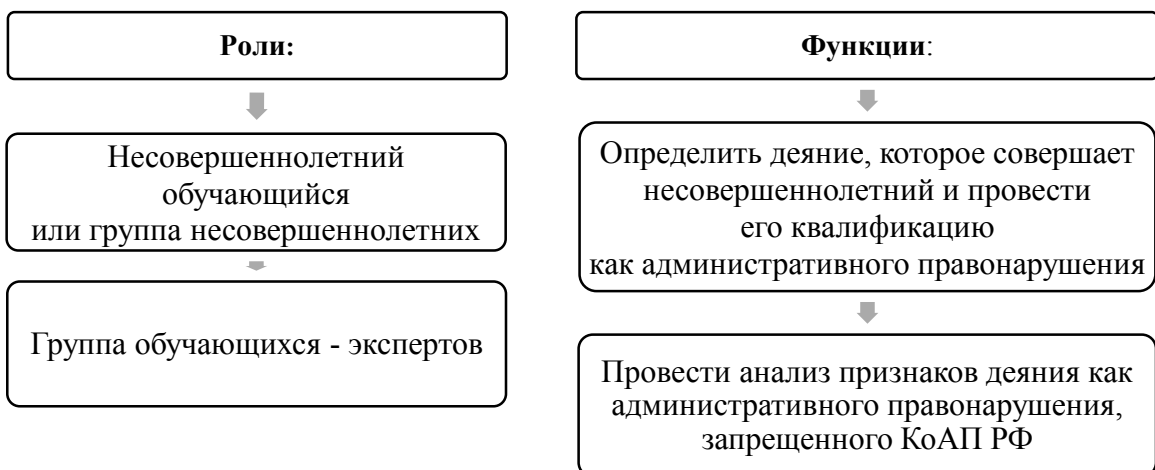 Роли:
Несовершеннолетний
обучающийся
или группа несовершеннолетних
Группа обучающихся - экспертов
Функции:
Определить деяние, которое совершает
несовершеннолетний и провести
его квалификацию
как административного правонарушения
Провести анализ признаков деяния как
административного правонарушения,
запрещенного КоАП РФ